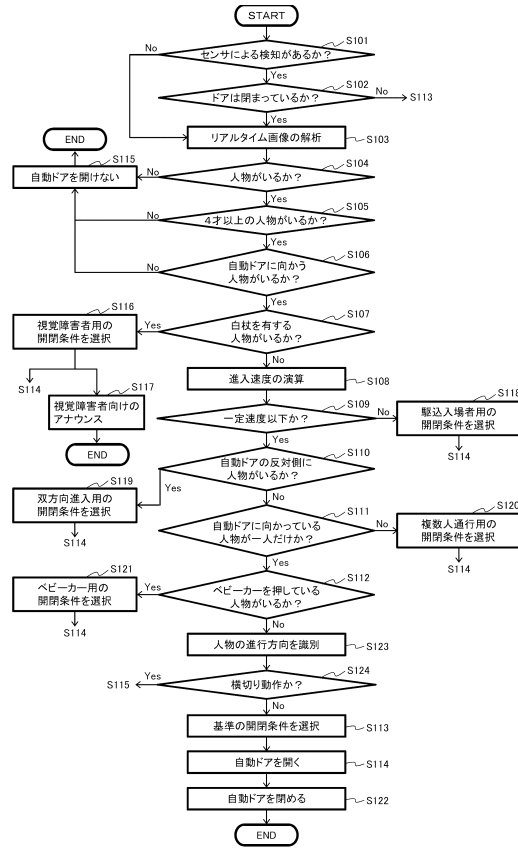 START
センサによる検知があるか？
S101
No
Yes
S102
ドアは閉まっているか？
No
S113
Yes
リアルタイム画像の解析
S103
END
S115
自動ドアを開けない
S104
人物がいるか？
No
Yes
S105
4才以上の人物がいるか？
No
Yes
S106
自動ドアに向かう
人物がいるか？
No
Yes
S116
視覚障害者用の
開閉条件を選択
S107
白杖を有する
人物がいるか？
Yes
No
S114
S117
視覚障害者向けの
アナウンス
END
進入速度の演算
S108
S109
一定速度以下か？
No
Yes
S118
駆込入場者用の
開閉条件を選択
S114
S110
自動ドアの反対側に
人物がいるか？
Yes
No
S119
双方向進入用の
開閉条件を選択
S114
S111
自動ドアに向かっている
人物が一人だけか？
No
Yes
S120
複数人通行用の
開閉条件を選択
S114
S121
ベビーカー用の
開閉条件を選択
S114
S112
ベビーカーを押している
人物がいるか？
Yes
No
人物の進行方向を識別
S123
S124
横切り動作か？
Yes
S115
No
基準の開閉条件を選択
S113
自動ドアを開く
S114
自動ドアを閉める
S122
END